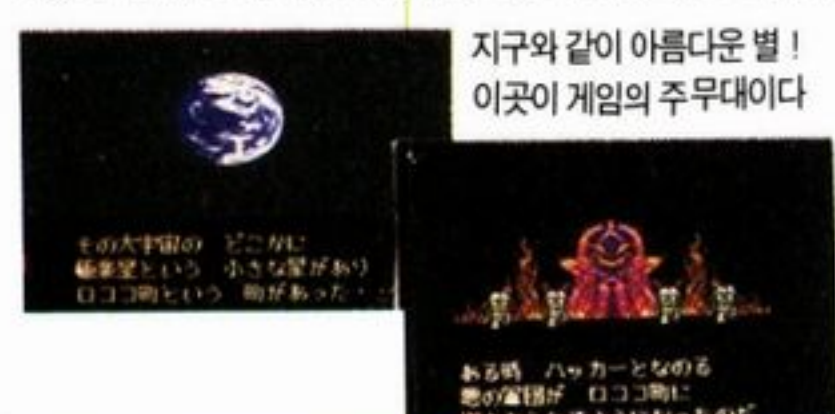 지구와 같이 아름다운 별 !
이곳이 게임의 주무대이다
その大宇宙の どこかに
極楽星という 小さな星があり
ロココ町という 町があった・・
ある時 ハッカーとなのる
悪の軍団が ロココ町に